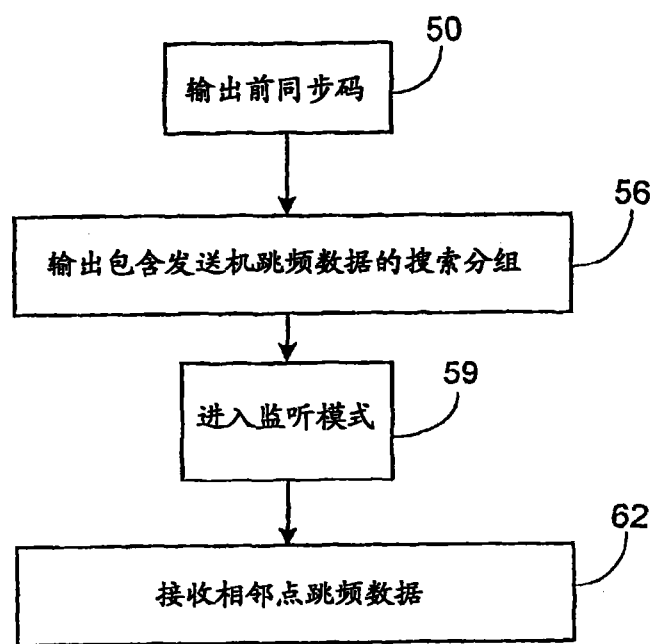 50
输出前同步码
56
输出包含发送机跳频数据的搜索分组
59
进入监听模式
62
接收相邻点跳频数据